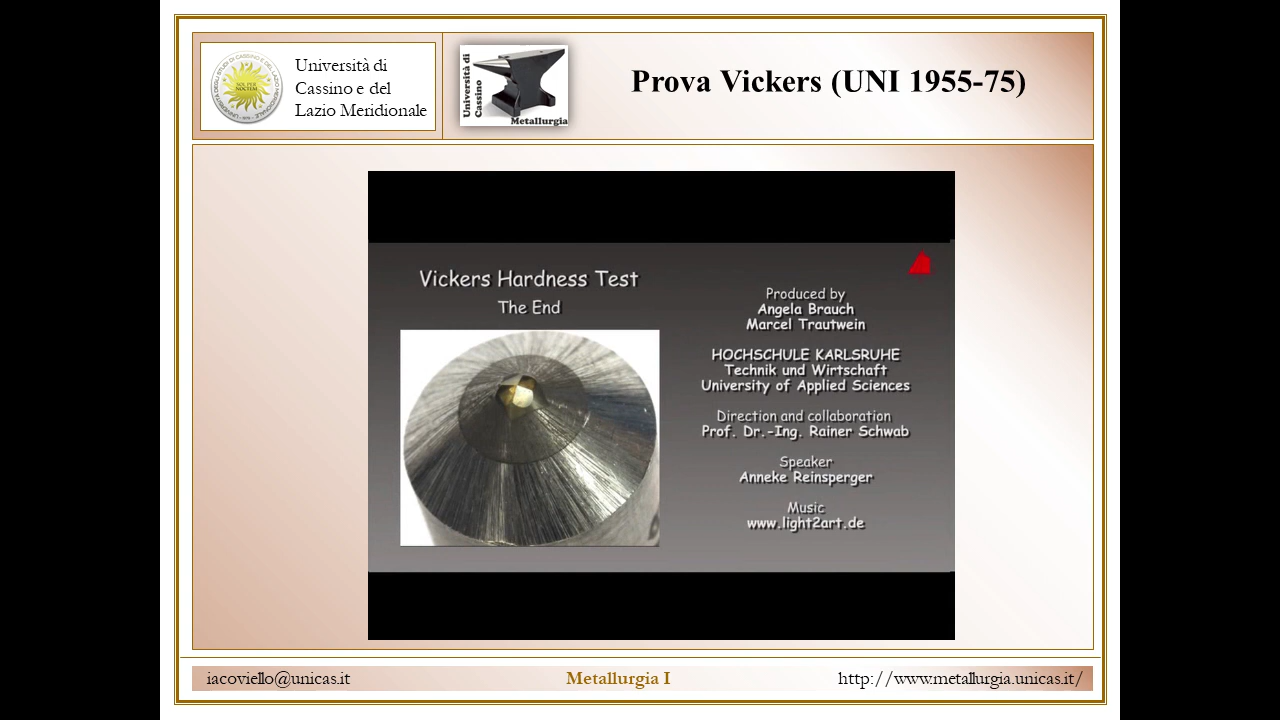 Università di
Cassino e del
Lazio Meridionale
SOL PER
NOCTEM
Università di
Cassino
Metallurgia
Prova Vickers (UNI 1955-75)
Vickers Hardness Test
The End
Produced by
Angela Brauch
Marcel Trautwein
HOCHSCHULE KARLSRUHE
Technik und Wirtschaft
University of Applied Sciences
Direction and collaboration
Prof. Dr.-Ing. Rainer Schwab
Speaker
Anneke Reinsperger
Music
www.light2art.de
iacoviello@unicas.it
Metallurgia I
http://www.metallurgia.unicas.it/